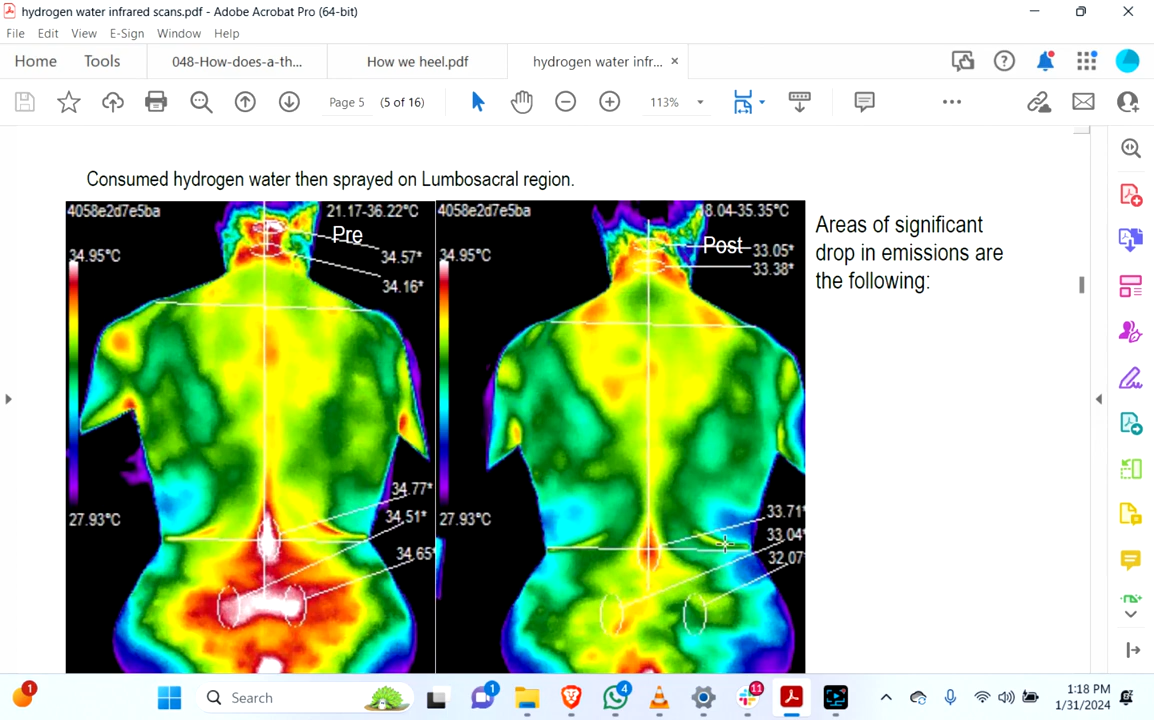 hydrogen water infrared scans.pdf - Adobe Acrobat Pro (64-bit)
File Edit View E-Sign Window Help
Home Tools 048-How-does-a-th... How we heel.pdf hydrogen water infr... ×
Page 5 (5 of 16) 113%
Consumed hydrogen water then sprayed on Lumbosacral region.
4058e2d7e5ba 21.17-36.22°C
Pre
34.95°C
34.57*
34.16*
34.77*
34.51*
34.65*
27.93°C
4058e2d7e5ba 18.04-35.35°C
Post 33.05*
34.95°C
33.38*
33.71*
33.04*
32.07*
27.93°C
Areas of significant
drop in emissions are
the following:
1 Search 1 4 11 1:18 PM
1/31/2024